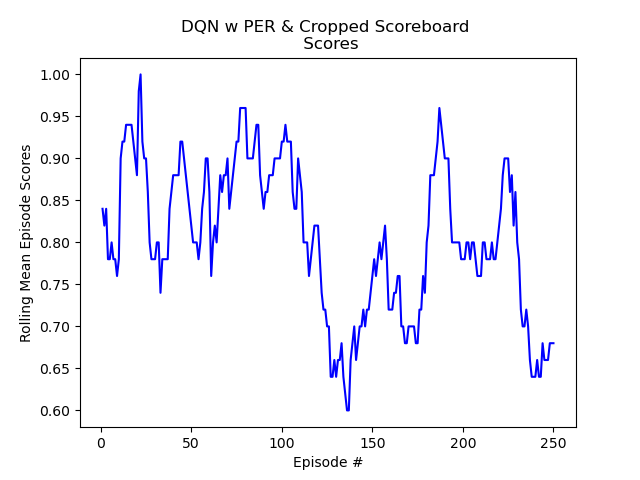 DQN w PER & Cropped Scoreboard
Scores
1.00
0.95
0.90
0.85
0.80
0.75
0.70
0.65
0.60
Rolling Mean Episode Scores
0 50 100 150 200 250
Episode #